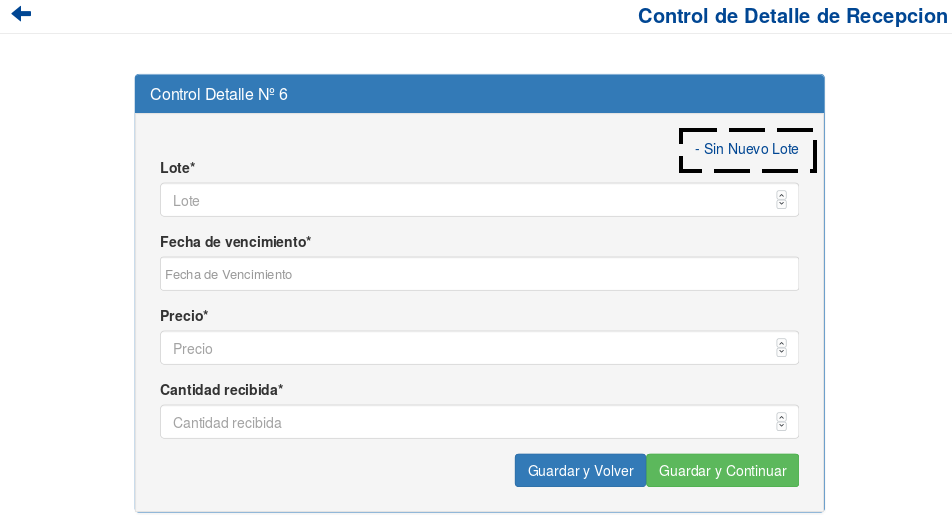 Control de Detalle de Recepcion
Control Detalle Nº 6
- Sin Nuevo Lote
Lote*
Lote
Fecha de vencimiento*
Fecha de Vencimiento
Precio*
Precio
Cantidad recibida*
Cantidad recibida
Guardar y Volver Guardar y Continuar